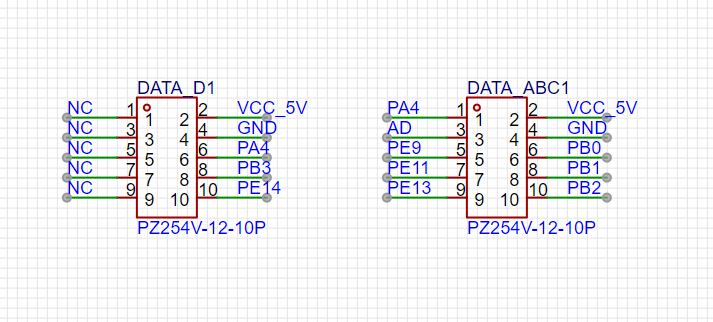 DATA_D1
NC 1 1 2 2 VCC_5V
NC 3 3 4 4 GND
NC 5 5 6 6 PA4
NC 7 7 8 8 PB3
NC 9 9 10 10 PE14
PZ254V-12-10P
DATA_ABC1
PA4 1 1 2 2 VCC_5V
AD 3 3 4 4 GND
PE9 5 5 6 6 PB0
PE11 7 7 8 8 PB1
PE13 9 9 10 10 PB2
PZ254V-12-10P